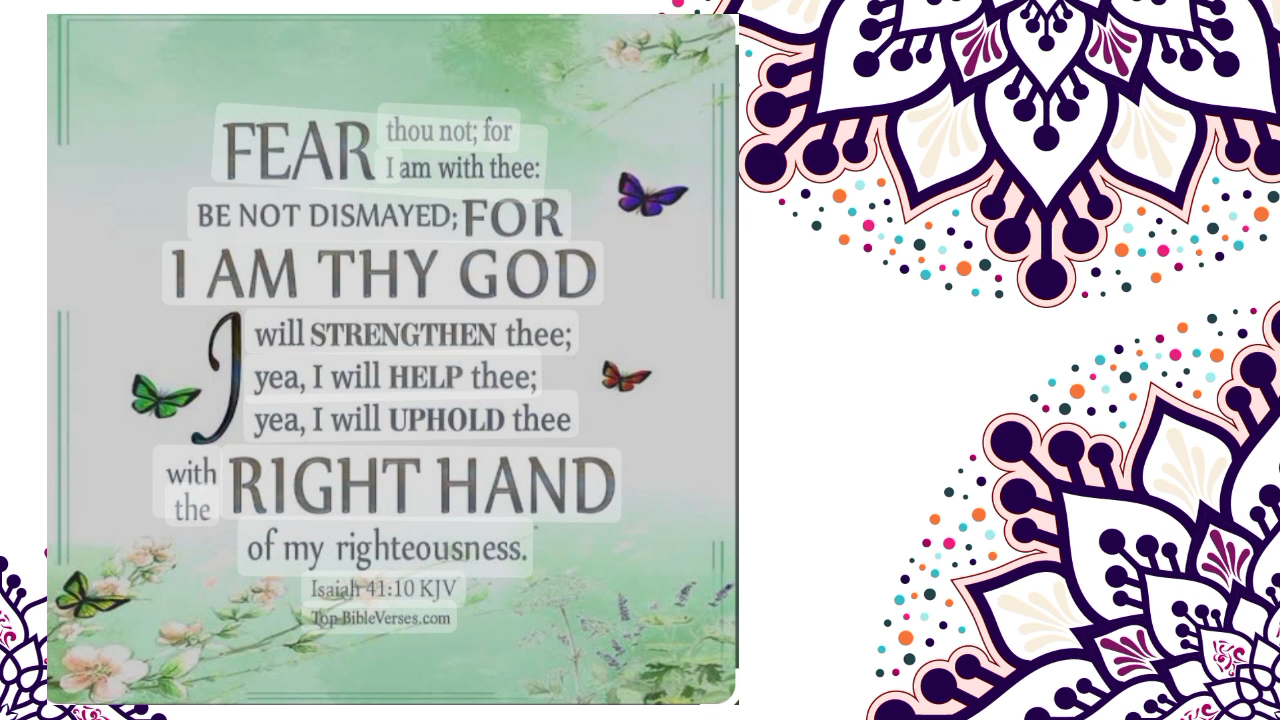 FEAR thou not; for
I am with thee:
BE NOT DISMAYED; FOR
I AM THY GOD
I will STRENGTHEN thee;
yea, I will HELP thee;
yea, I will UPHOLD thee
with the RIGHT HAND
of my righteousness.
Isaiah 41:10 KJV
Top-BibleVerses.com